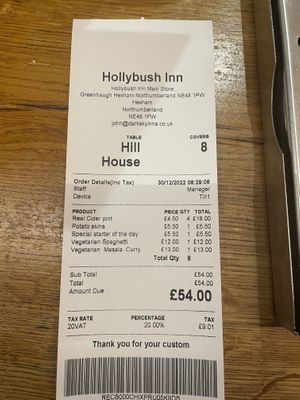 Hollybush Inn
Hollybush Inn Main Store
Greenhaugh Hexham Northumberland NE48 1PW
Hexham
Northumberland
NE48 1PW
john@darkskyinns.co.uk
TABLE COVERS
Hill House 8
Order Details(Inc Tax) 30/12/2022 08:29:06
Staff Manager
Device Till1
PRODUCT PRICE QTY TOTAL
Real Cider pint £4.50 4 £18.00
Potato skins £5.50 1 £5.50
Special starter of the day £5.50 1 £5.50
Vegetarian Spaghetti £12.00 1 £12.00
Vegetarian Masala Curry £13.00 1 £13.00
Total Qty 8
Sub Total £54.00
Total £54.00
Amount Due £54.00
TAX RATE PERCENTAGE TAX
20VAT 20.00% £9.01
Thank you for your custom